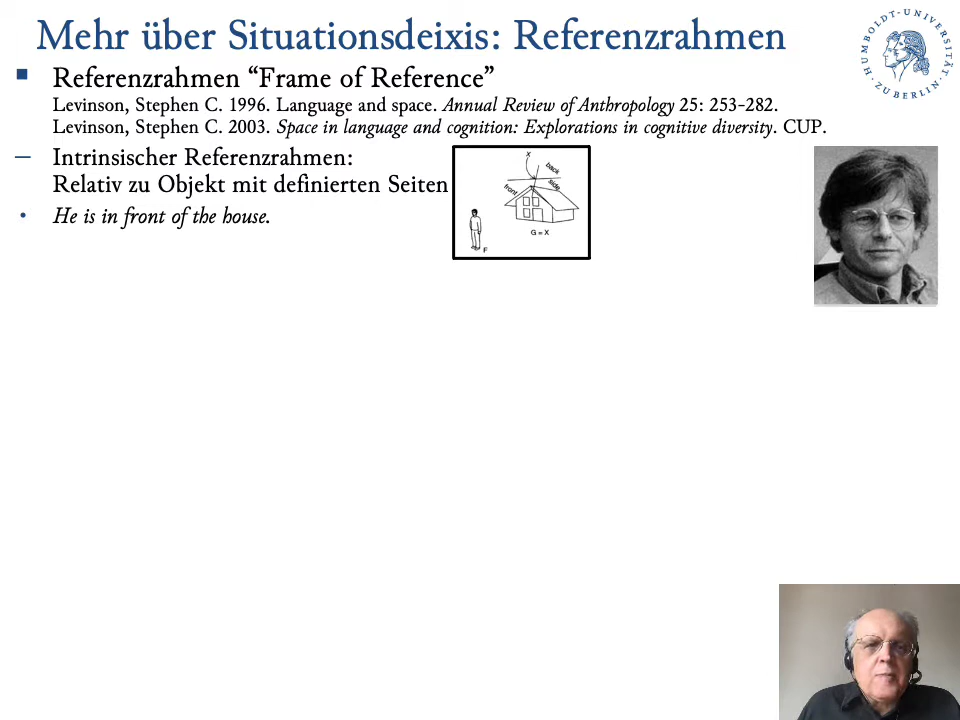 Mehr über Situationsdeixis: Referenzrahmen
HUMBOLDT-UNIVERSITÄT
· ZU BERLIN ·
Referenzrahmen “Frame of Reference”
Levinson, Stephen C. 1996. Language and space. Annual Review of Anthropology 25: 253-282.
Levinson, Stephen C. 2003. Space in language and cognition: Explorations in cognitive diversity. CUP.
– Intrinsischer Referenzrahmen:
Relativ zu Objekt mit definierten Seiten
• He is in front of the house.
X
back
front
side
G = X
F